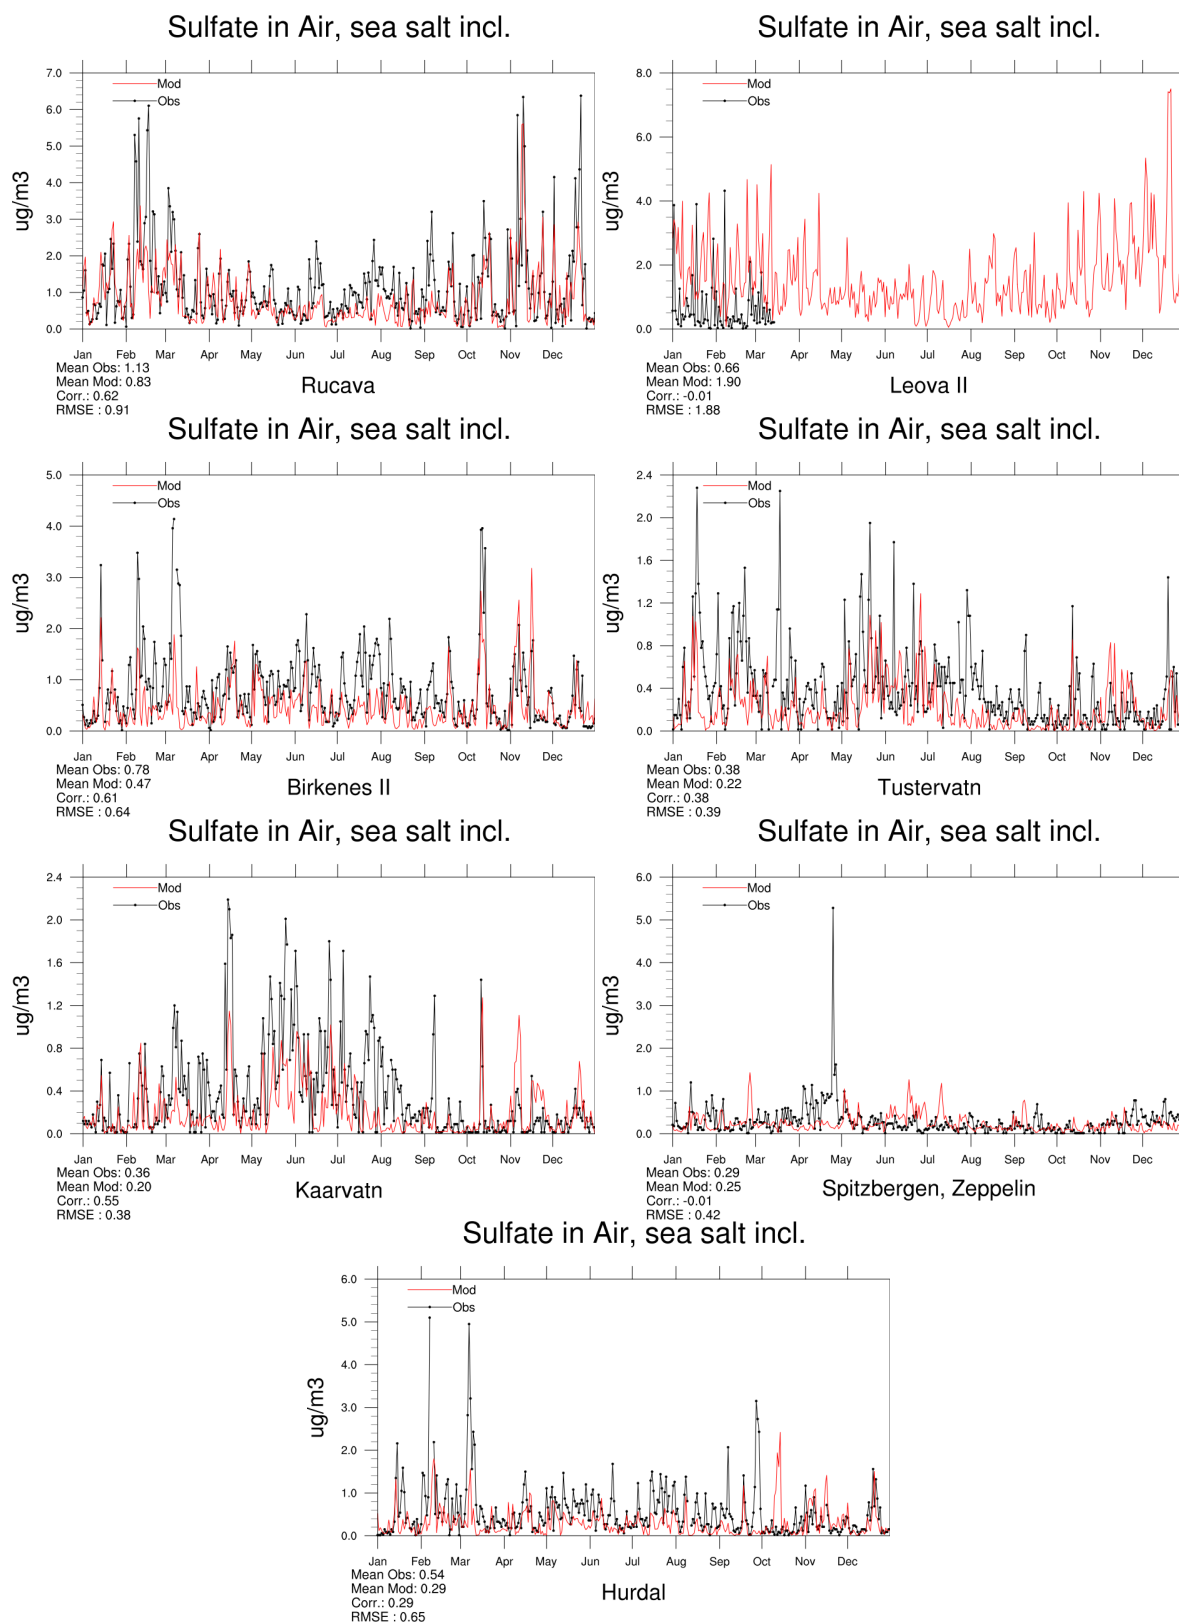 Sulfate in Air, sea salt incl.
ug/m3
7.0
6.0
5.0
4.0
3.0
2.0
1.0
0.0
Mod
Obs
Jan Feb Mar Apr May Jun Jul Aug Sep Oct Nov Dec
Mean Obs: 1.13
Mean Mod: 0.83
Corr.: 0.62
RMSE : 0.91
Rucava
Sulfate in Air, sea salt incl.
ug/m3
8.0
6.0
4.0
2.0
0.0
Mod
Obs
Jan Feb Mar Apr May Jun Jul Aug Sep Oct Nov Dec
Mean Obs: 0.66
Mean Mod: 1.90
Corr.: -0.01
RMSE : 1.88
Leova II
Sulfate in Air, sea salt incl.
ug/m3
5.0
4.0
3.0
2.0
1.0
0.0
Mod
Obs
Jan Feb Mar Apr May Jun Jul Aug Sep Oct Nov Dec
Mean Obs: 0.78
Mean Mod: 0.47
Corr.: 0.61
RMSE : 0.64
Birkenes II
Sulfate in Air, sea salt incl.
ug/m3
2.4
2.0
1.6
1.2
0.8
0.4
0.0
Mod
Obs
Jan Feb Mar Apr May Jun Jul Aug Sep Oct Nov Dec
Mean Obs: 0.38
Mean Mod: 0.22
Corr.: 0.38
RMSE : 0.39
Tustervatn
Sulfate in Air, sea salt incl.
ug/m3
2.4
2.0
1.6
1.2
0.8
0.4
0.0
Mod
Obs
Jan Feb Mar Apr May Jun Jul Aug Sep Oct Nov Dec
Mean Obs: 0.36
Mean Mod: 0.20
Corr.: 0.55
RMSE : 0.38
Kaarvatn
Sulfate in Air, sea salt incl.
ug/m3
6.0
5.0
4.0
3.0
2.0
1.0
0.0
Mod
Obs
Jan Feb Mar Apr May Jun Jul Aug Sep Oct Nov Dec
Mean Obs: 0.29
Mean Mod: 0.25
Corr.: -0.01
RMSE : 0.42
Spitzbergen, Zeppelin
Sulfate in Air, sea salt incl.
ug/m3
6.0
5.0
4.0
3.0
2.0
1.0
0.0
Mod
Obs
Jan Feb Mar Apr May Jun Jul Aug Sep Oct Nov Dec
Mean Obs: 0.54
Mean Mod: 0.29
Corr.: 0.29
RMSE : 0.65
Hurdal